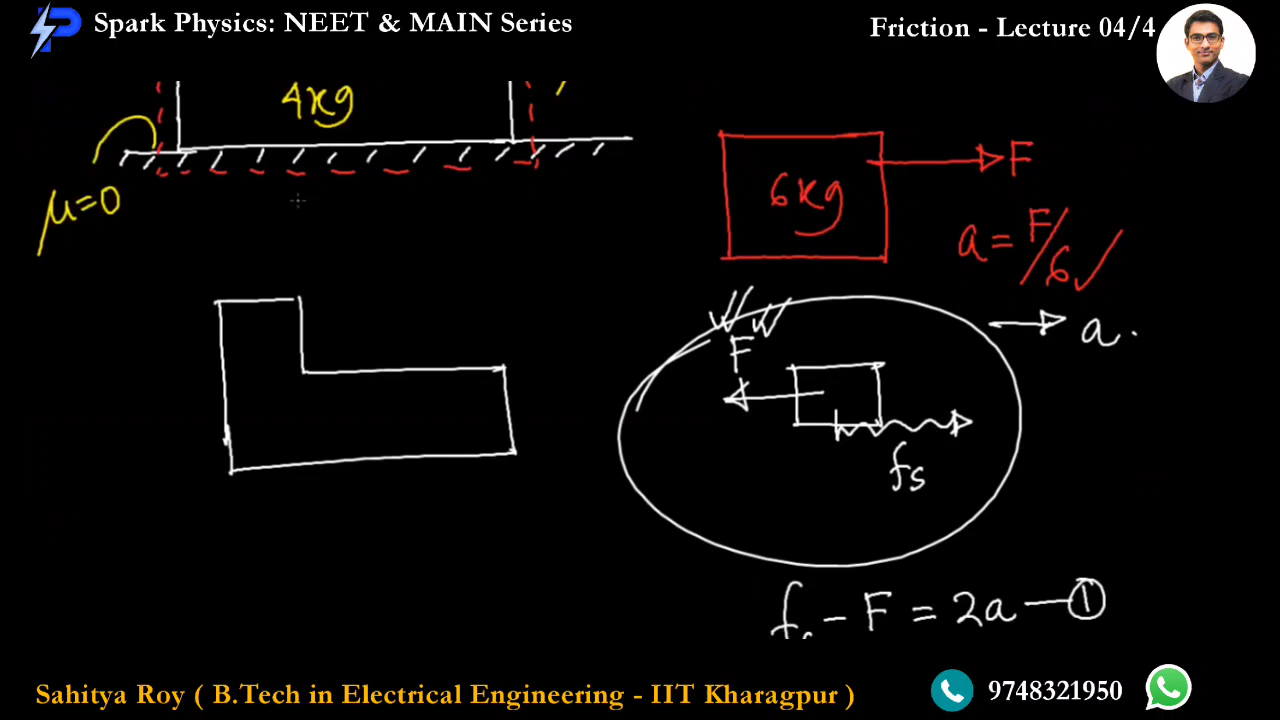 Spark Physics: NEET & MAIN Series
Friction - Lecture 04/4
4kg
μ=0
6kg
F
a = F/6 ✓
a .
F
fs
fs - F = 2a — ①
Sahitya Roy ( B.Tech in Electrical Engineering - IIT Kharagpur )
9748321950